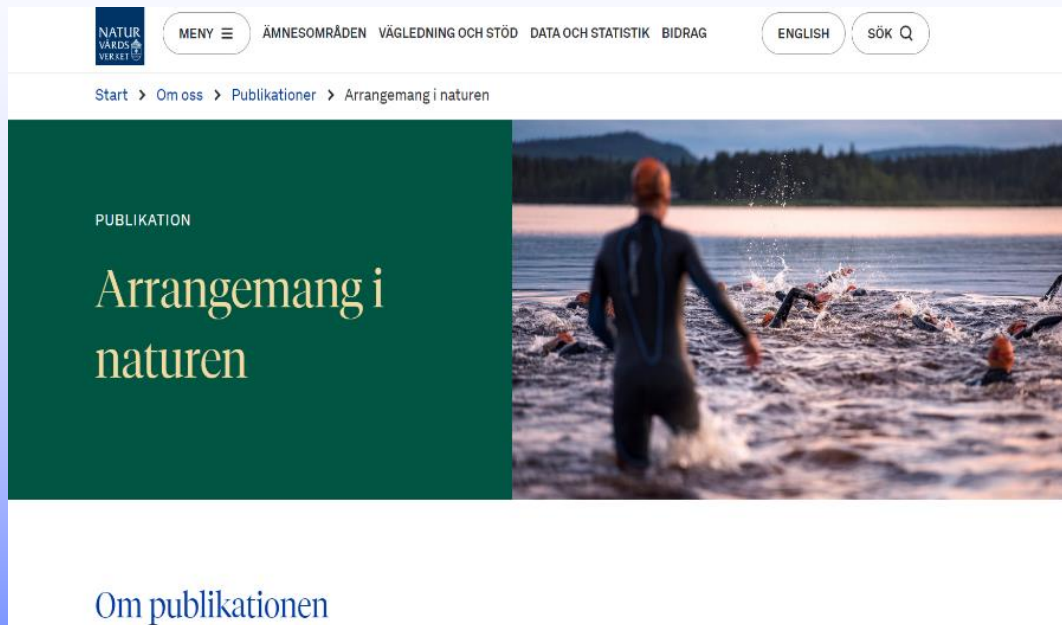 NATUR
VÅRDS
VERKET
MENY
ÄMNESOMRÅDEN VÄGLEDNING OCH STÖD DATA OCH STATISTIK BIDRAG
ENGLISH
SÖK
Start > Om oss > Publikationer > Arrangemang i naturen
PUBLIKATION
Arrangemang i
naturen
Om publikationen